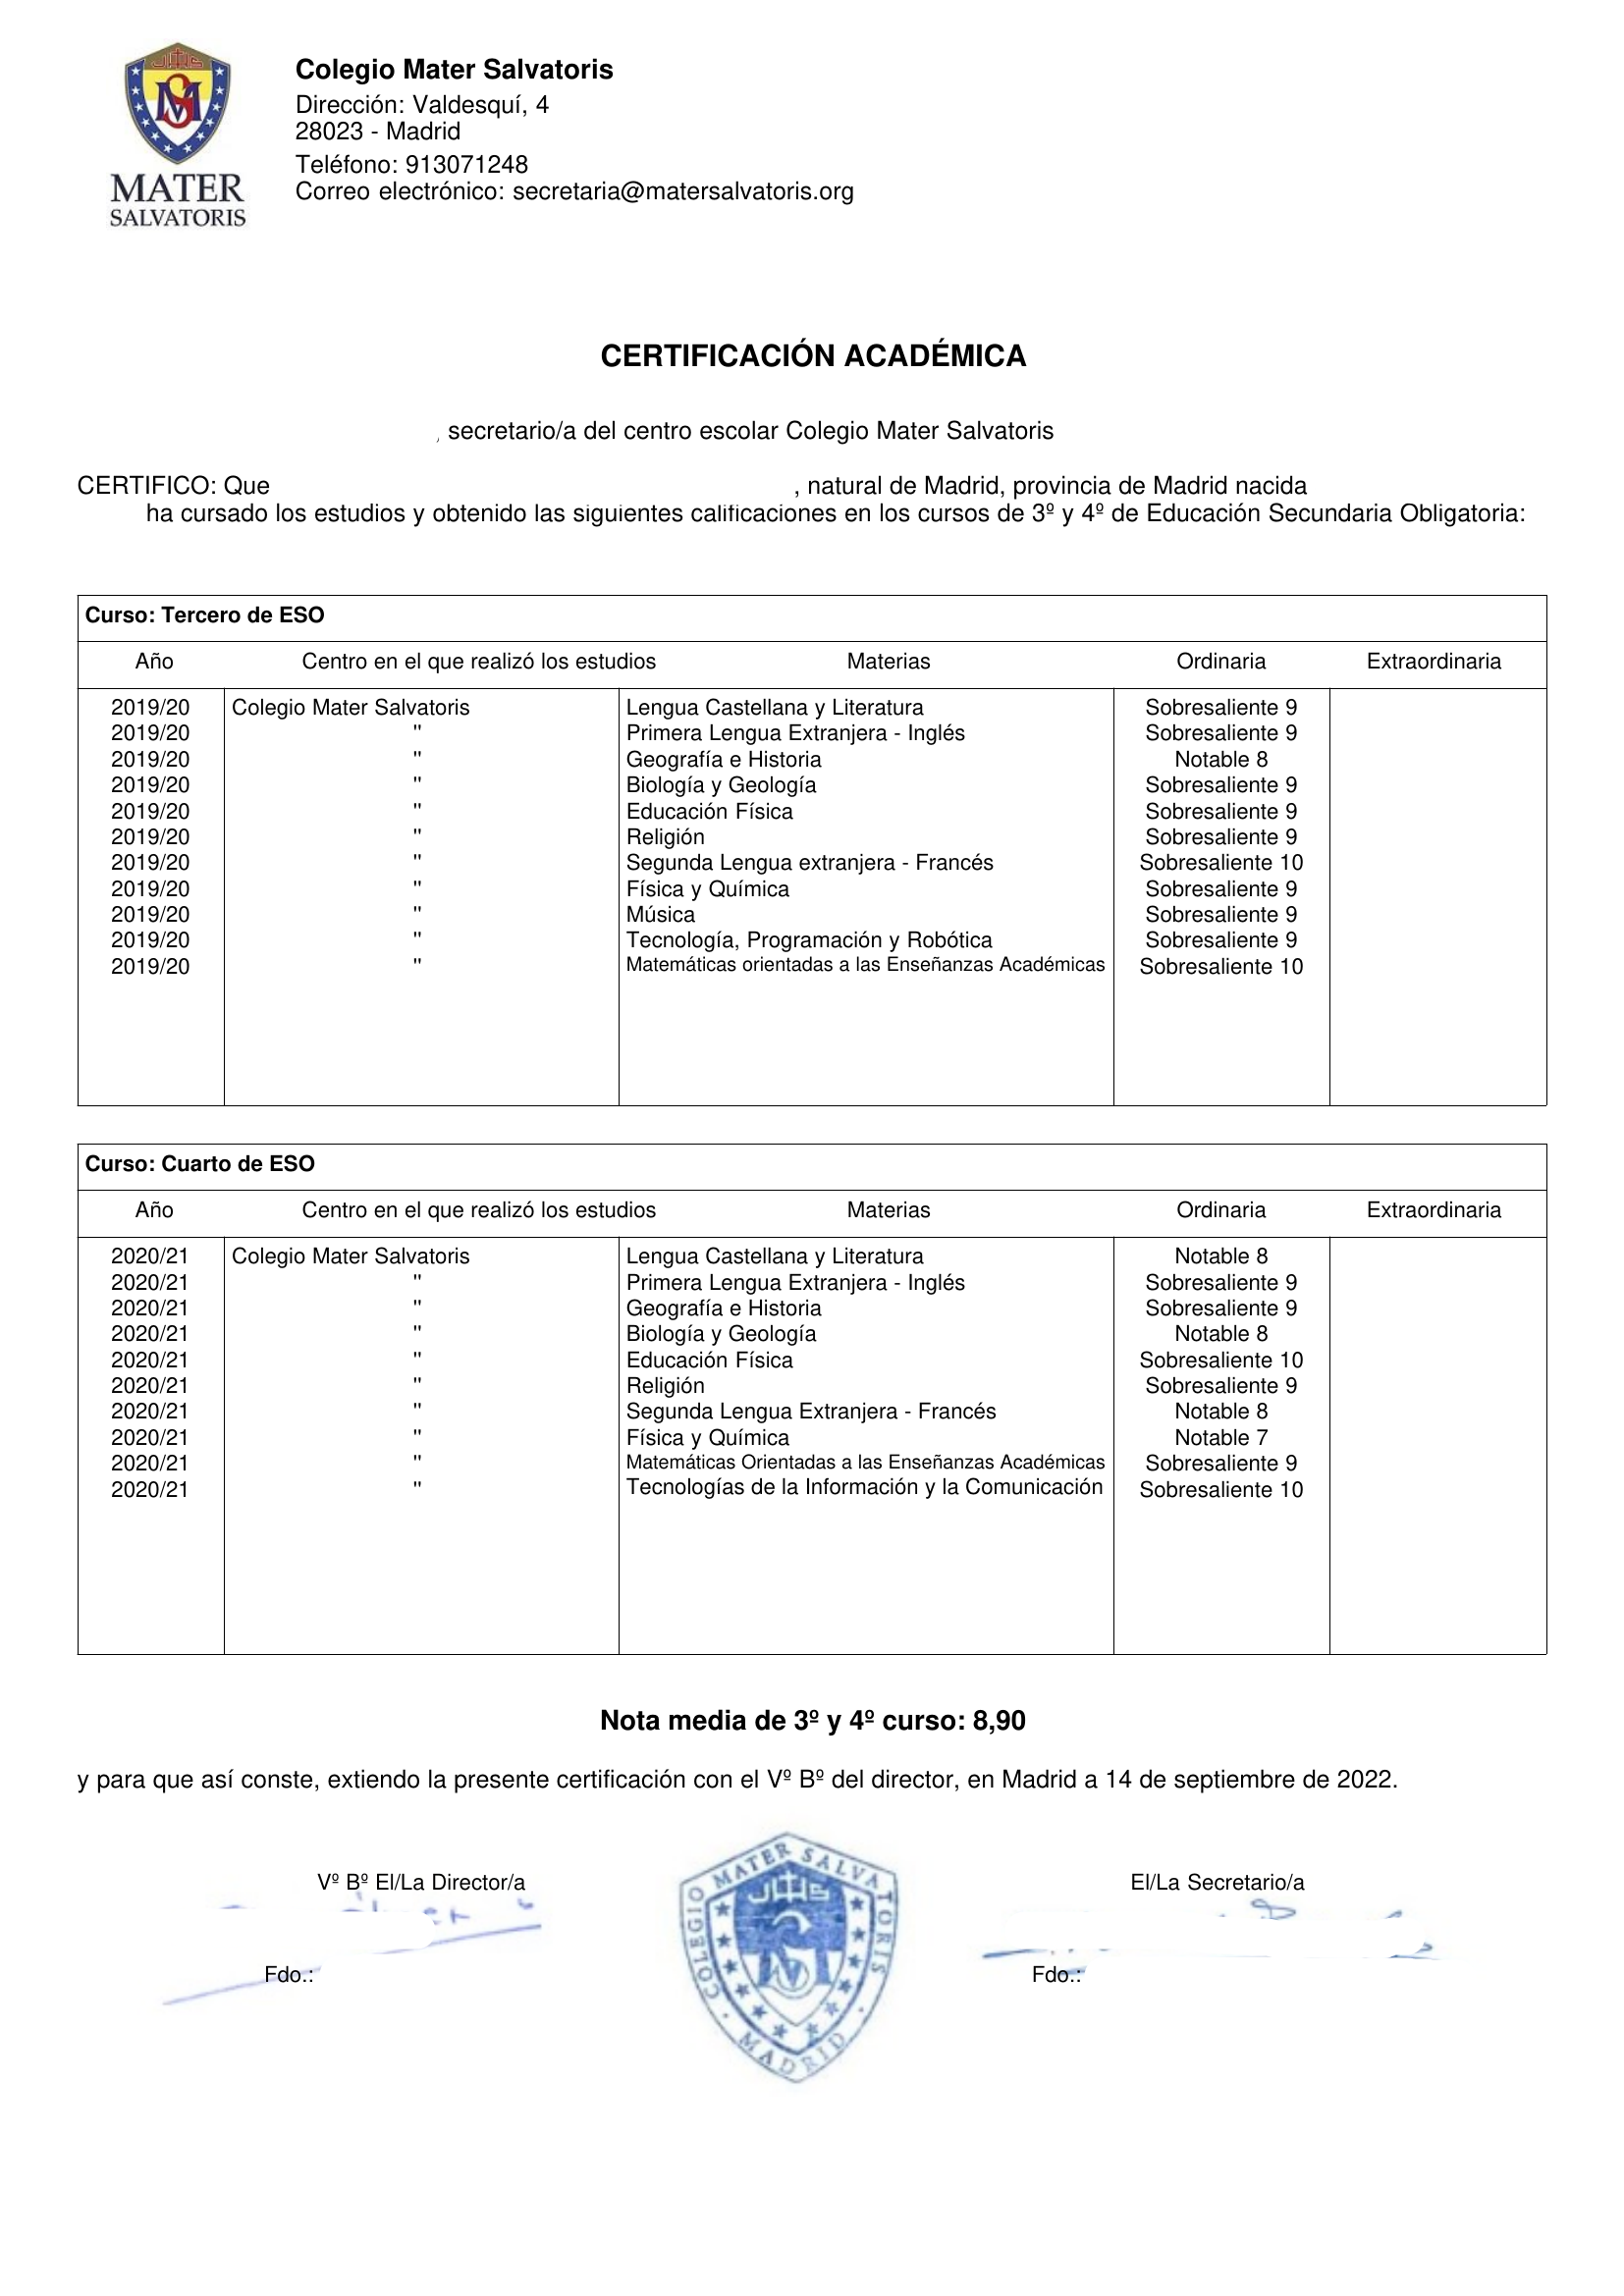 MATER
SALVATORIS
Colegio Mater Salvatoris
Dirección: Valdesquí, 4
28023 - Madrid
Teléfono: 913071248
Correo electrónico: secretaria@matersalvatoris.org
CERTIFICACIÓN ACADÉMICA
, secretario/a del centro escolar Colegio Mater Salvatoris
CERTIFICO: Que , natural de Madrid, provincia de Madrid nacida
ha cursado los estudios y obtenido las siguientes calificaciones en los cursos de 3º y 4º de Educación Secundaria Obligatoria:
Curso: Tercero de ESO
Año Centro en el que realizó los estudios Materias Ordinaria Extraordinaria
2019/20 Colegio Mater Salvatoris Lengua Castellana y Literatura Sobresaliente 9
2019/20 " Primera Lengua Extranjera - Inglés Sobresaliente 9
2019/20 " Geografía e Historia Notable 8
2019/20 " Biología y Geología Sobresaliente 9
2019/20 " Educación Física Sobresaliente 9
2019/20 " Religión Sobresaliente 9
2019/20 " Segunda Lengua extranjera - Francés Sobresaliente 10
2019/20 " Física y Química Sobresaliente 9
2019/20 " Música Sobresaliente 9
2019/20 " Tecnología, Programación y Robótica Sobresaliente 9
2019/20 " Matemáticas orientadas a las Enseñanzas Académicas Sobresaliente 10
Curso: Cuarto de ESO
Año Centro en el que realizó los estudios Materias Ordinaria Extraordinaria
2020/21 Colegio Mater Salvatoris Lengua Castellana y Literatura Notable 8
2020/21 " Primera Lengua Extranjera - Inglés Sobresaliente 9
2020/21 " Geografía e Historia Sobresaliente 9
2020/21 " Biología y Geología Notable 8
2020/21 " Educación Física Sobresaliente 10
2020/21 " Religión Sobresaliente 9
2020/21 " Segunda Lengua Extranjera - Francés Notable 8
2020/21 " Física y Química Notable 7
2020/21 " Matemáticas Orientadas a las Enseñanzas Académicas Sobresaliente 9
2020/21 " Tecnologías de la Información y la Comunicación Sobresaliente 10
Nota media de 3º y 4º curso: 8,90
y para que así conste, extiendo la presente certificación con el Vº Bº del director, en Madrid a 14 de septiembre de 2022.
Vº Bº El/La Director/a
COLEGIO MATER SALVATORIS · MADRID ·
El/La Secretario/a
Fdo.:
Fdo.: